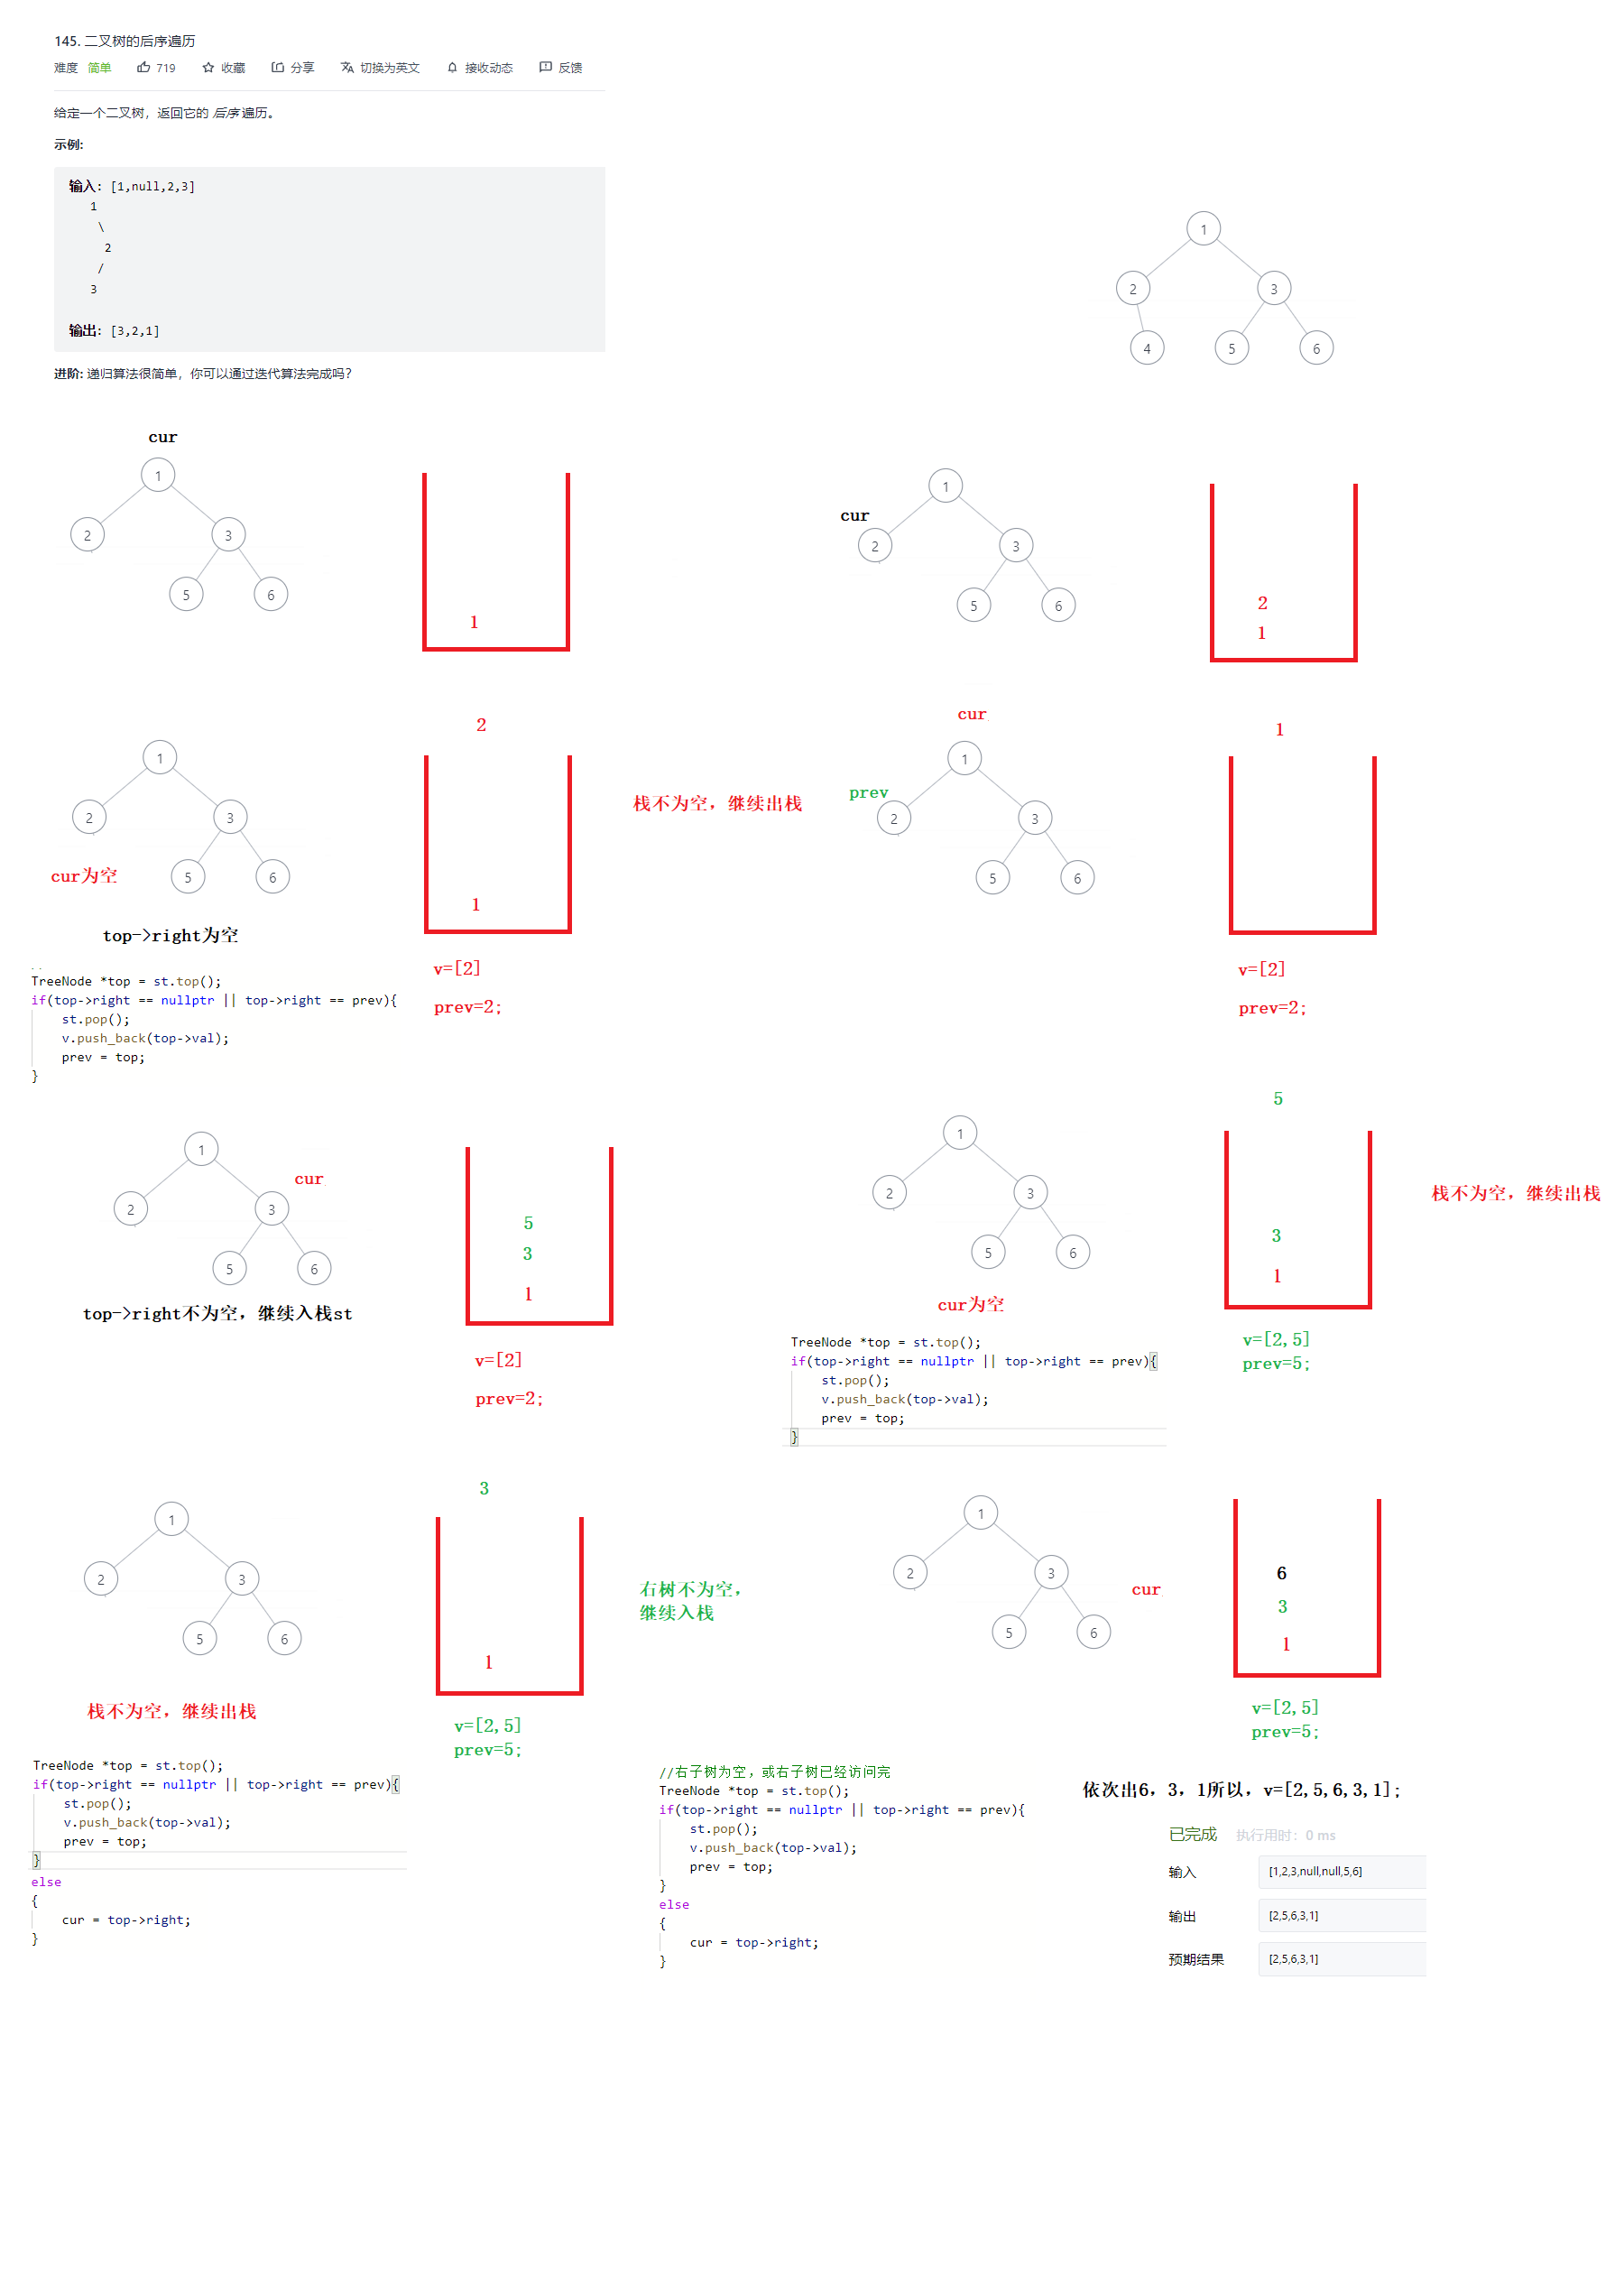 145. 二叉树的后序遍历
难度 简单 719 收藏 分享 切换为英文 接收动态 反馈
给定一个二叉树，返回它的 后序 遍历。
示例:
输入: [1,null,2,3]
1
\
2
/
3
输出: [3,2,1]
进阶: 递归算法很简单，你可以通过迭代算法完成吗？
1
2
3
4
5
6
cur
1
2
3
5
6
1
cur
1
2
3
5
6
2
1
1
2
3
5
6
cur为空
top->right为空
2
1
v=[2]
prev=2;
TreeNode *top = st.top();
if(top->right == nullptr || top->right == prev){
st.pop();
v.push_back(top->val);
prev = top;
}
栈不为空，继续出栈
cur
prev
1
2
3
5
6
1
v=[2]
prev=2;
1
cur
2
3
5
6
top->right不为空，继续入栈st
5
3
1
v=[2]
prev=2;
1
2
3
5
6
cur为空
5
3
1
v=[2,5]
prev=5;
栈不为空，继续出栈
TreeNode *top = st.top();
if(top->right == nullptr || top->right == prev){
st.pop();
v.push_back(top->val);
prev = top;
}
1
2
3
5
6
栈不为空，继续出栈
3
1
v=[2,5]
prev=5;
TreeNode *top = st.top();
if(top->right == nullptr || top->right == prev){
st.pop();
v.push_back(top->val);
prev = top;
}
else
{
cur = top->right;
}
右树不为空，
继续入栈
1
2
3
cur
5
6
6
3
1
v=[2,5]
prev=5;
//右子树为空，或右子树已经访问完
TreeNode *top = st.top();
if(top->right == nullptr || top->right == prev){
st.pop();
v.push_back(top->val);
prev = top;
}
else
{
cur = top->right;
}
依次出6，3，1所以，v=[2,5,6,3,1];
已完成 执行用时：0 ms
输入 [1,2,3,null,null,5,6]
输出 [2,5,6,3,1]
预期结果 [2,5,6,3,1]